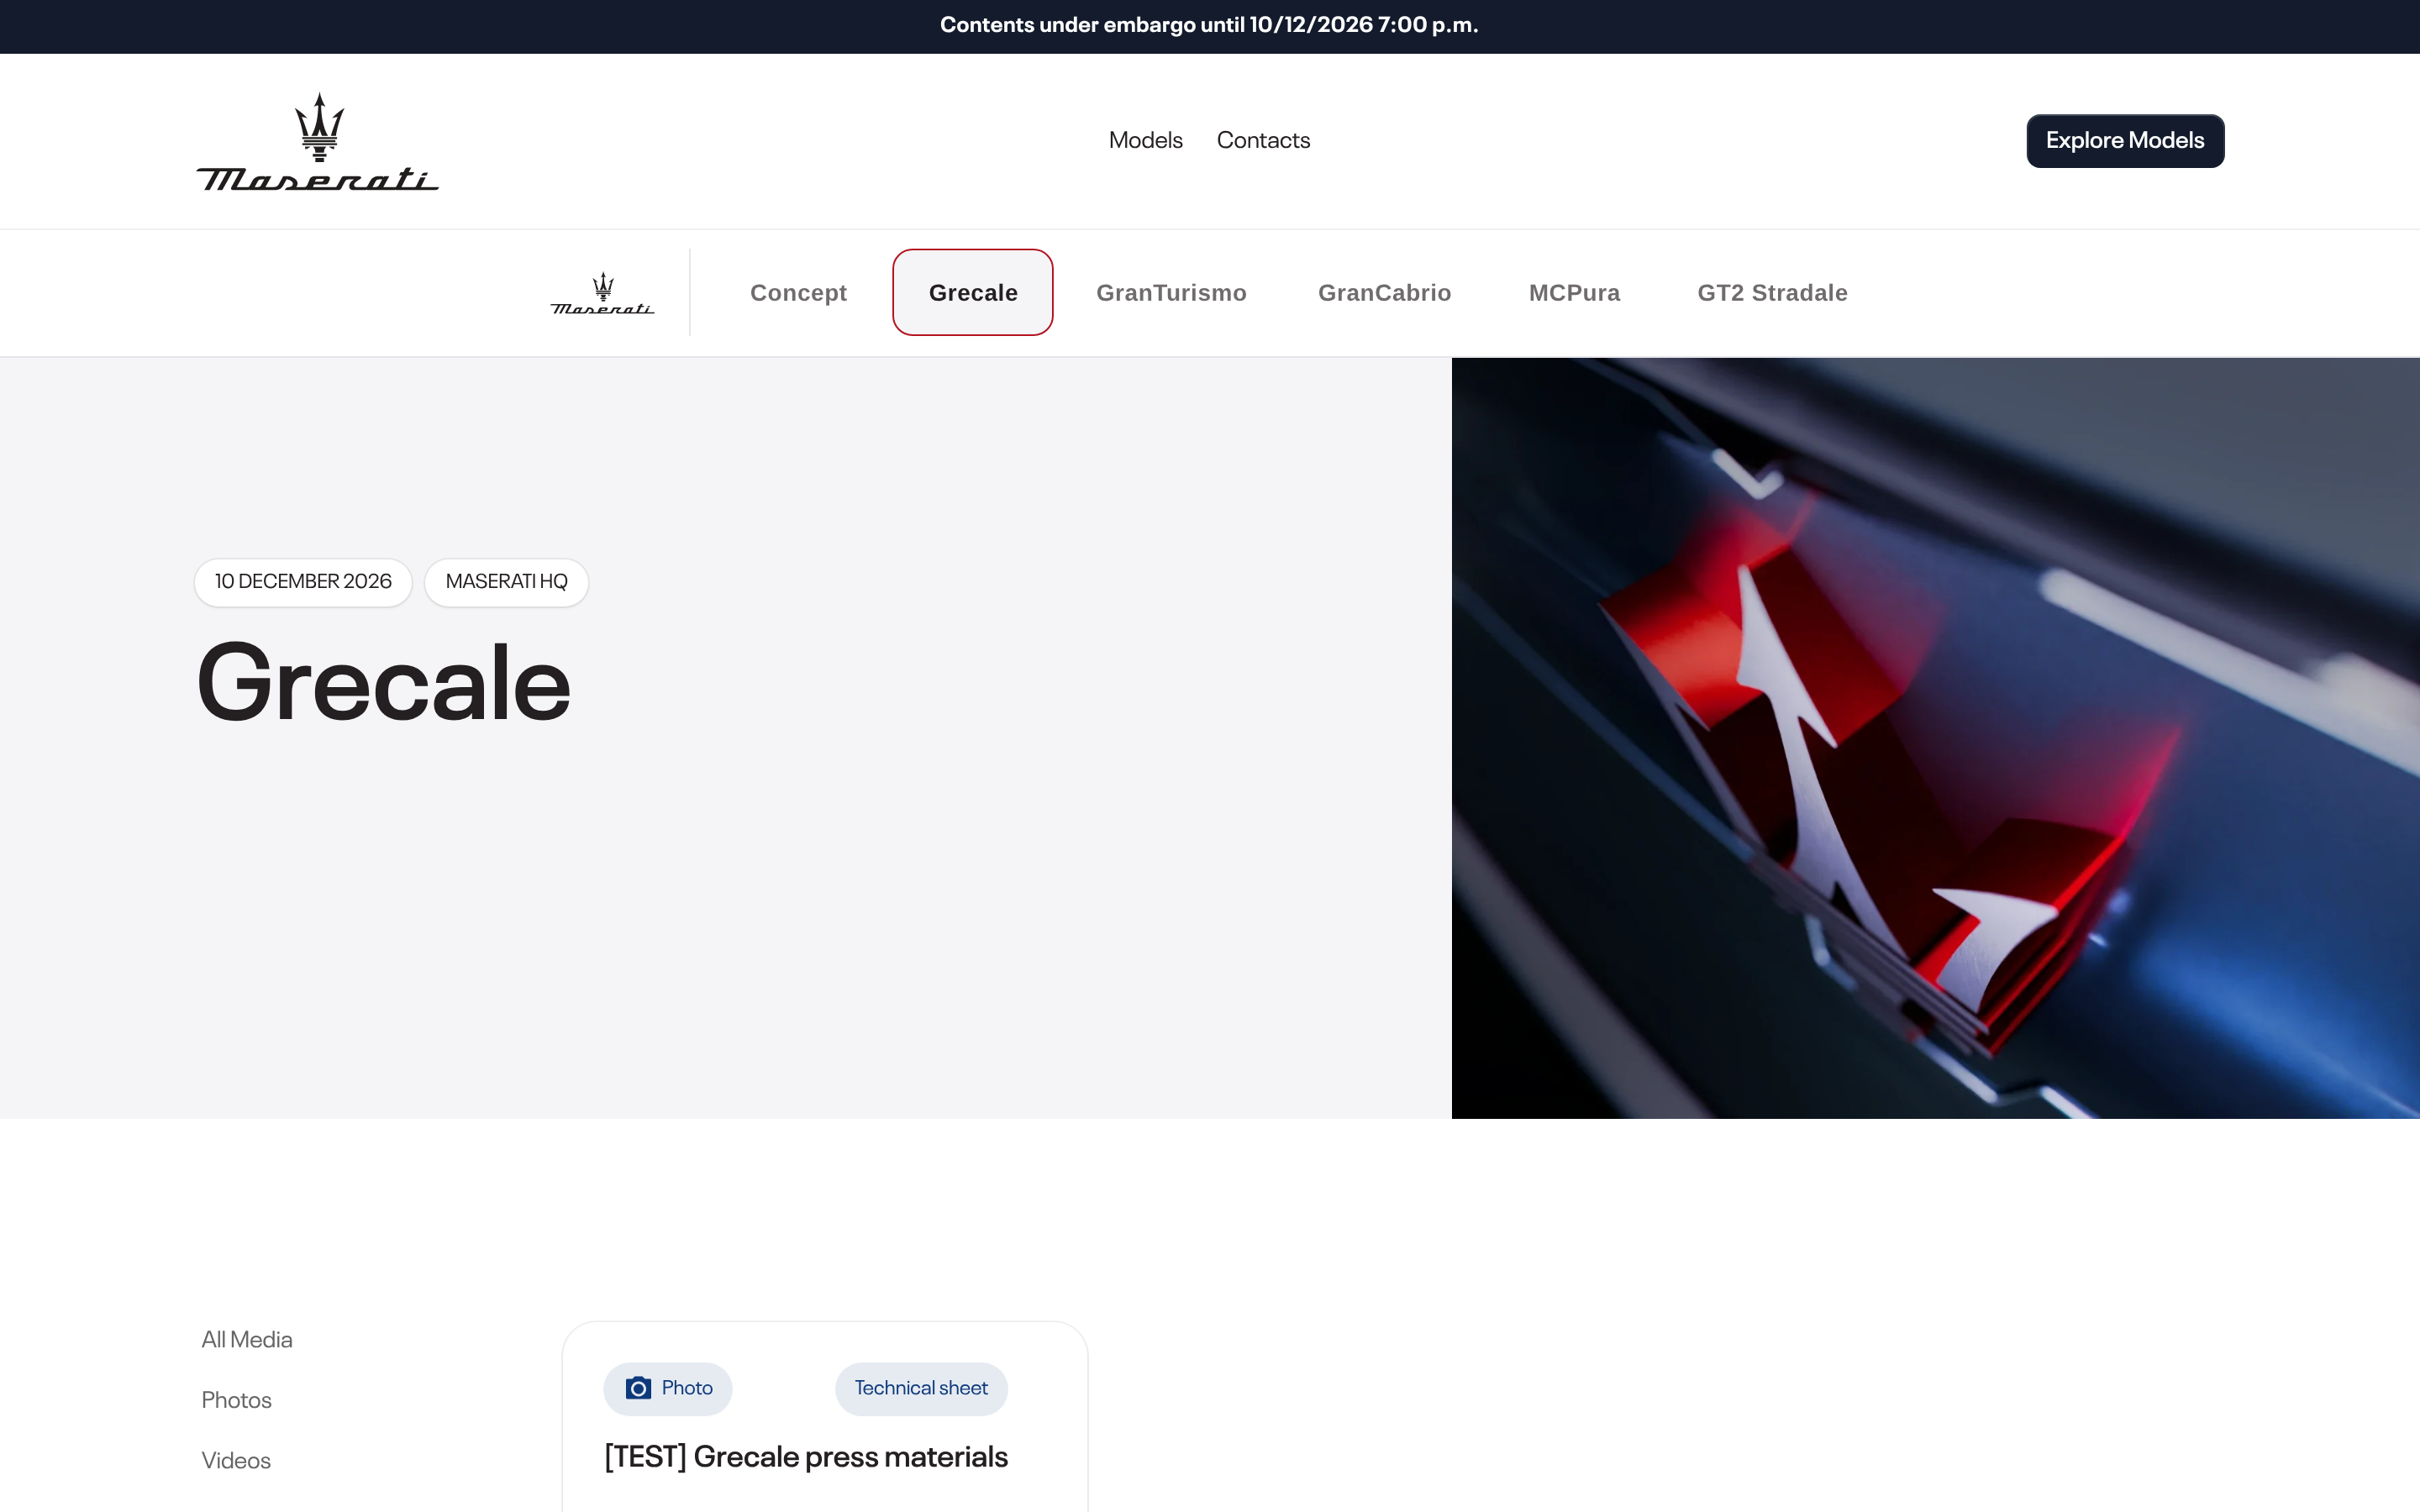 Contents under embargo until 10/12/2026 7:00 p.m.
Maserati
Models
Contacts
Explore Models
Maserati
Concept
Grecale
GranTurismo
GranCabrio
MCPura
GT2 Stradale
10 DECEMBER 2026
MASERATI HQ
Grecale
All Media
Photos
Videos
Photo
Technical sheet
[TEST] Grecale press materials